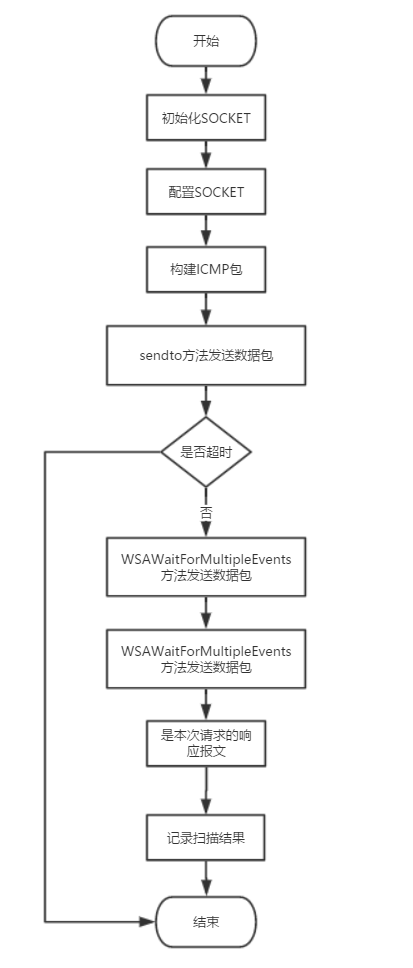 开始
初始化SOCKET
配置SOCKET
构建ICMP包
sendto方法发送数据包
是否超时
否
WSAWaitForMultipleEvents
方法发送数据包
WSAWaitForMultipleEvents
方法发送数据包
是本次请求的响
应报文
记录扫描结果
结束